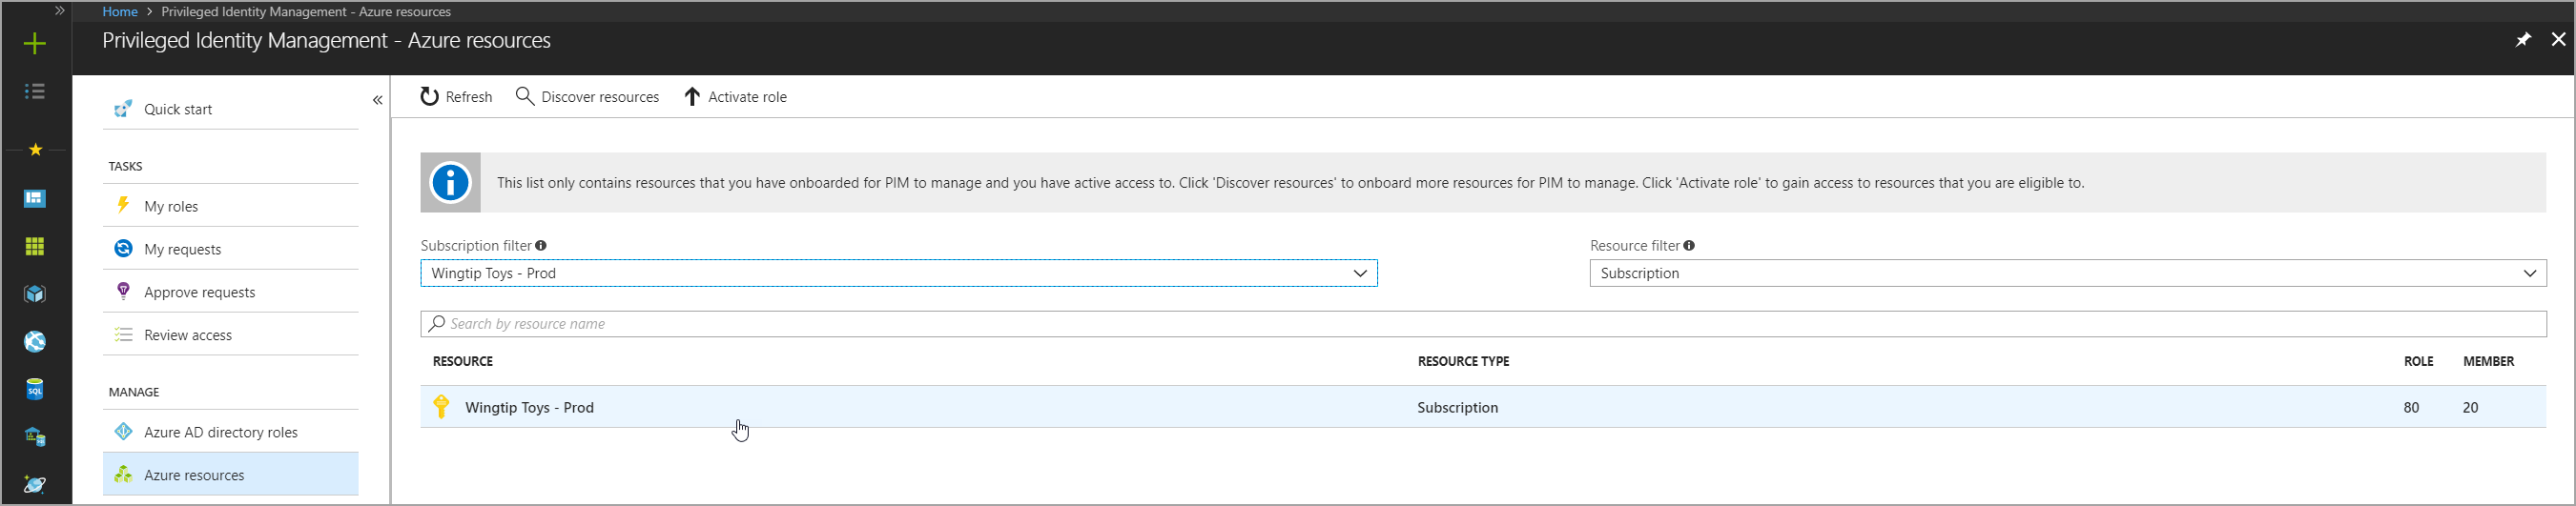 Home > Privileged Identity Management - Azure resources
Privileged Identity Management - Azure resources
Quick start
TASKS
My roles
My requests
Approve requests
Review access
MANAGE
Azure AD directory roles
Azure resources
Refresh Discover resources Activate role
This list only contains resources that you have onboarded for PIM to manage and you have active access to. Click 'Discover resources' to onboard more resources for PIM to manage. Click 'Activate role' to gain access to resources that you are eligible to.
Subscription filter Resource filter
Wingtip Toys - Prod Subscription
Search by resource name
RESOURCE RESOURCE TYPE ROLE MEMBER
Wingtip Toys - Prod Subscription 80 20
SQL